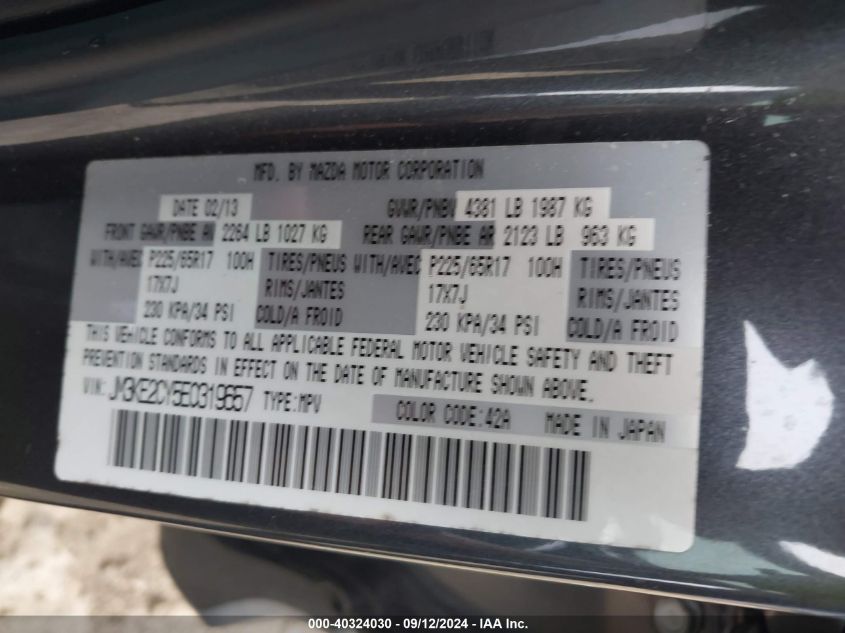 MFD. BY MAZDA MOTOR CORPORATION
DATE 02/13 GVWR/PNBV 4381 LB 1987 KG
FRONT GAWR/PNBE AV 2264 LB 1027 KG REAR GAWR/PNBE AR 2123 LB 963 KG
WITH/AVEC P225/65R17 100H TIRES/PNEUS WITH/AVEC P225/65R17 100H TIRES/PNEUS
17X7J RIMS/JANTES 17X7J RIMS/JANTES
230 KPA/34 PSI COLD/A FROID 230 KPA/34 PSI COLD/A FROID
THIS VEHICLE CONFORMS TO ALL APPLICABLE FEDERAL MOTOR VEHICLE SAFETY AND THEFT
PREVENTION STANDARDS IN EFFECT ON THE DATE OF MANUFACTURE SHOWN ABOVE.
VIN: JM3KE2CY5E0319657 TYPE:MPV COLOR CODE:42A MADE IN JAPAN
000-40324030 - 09/12/2024 - IAA Inc.